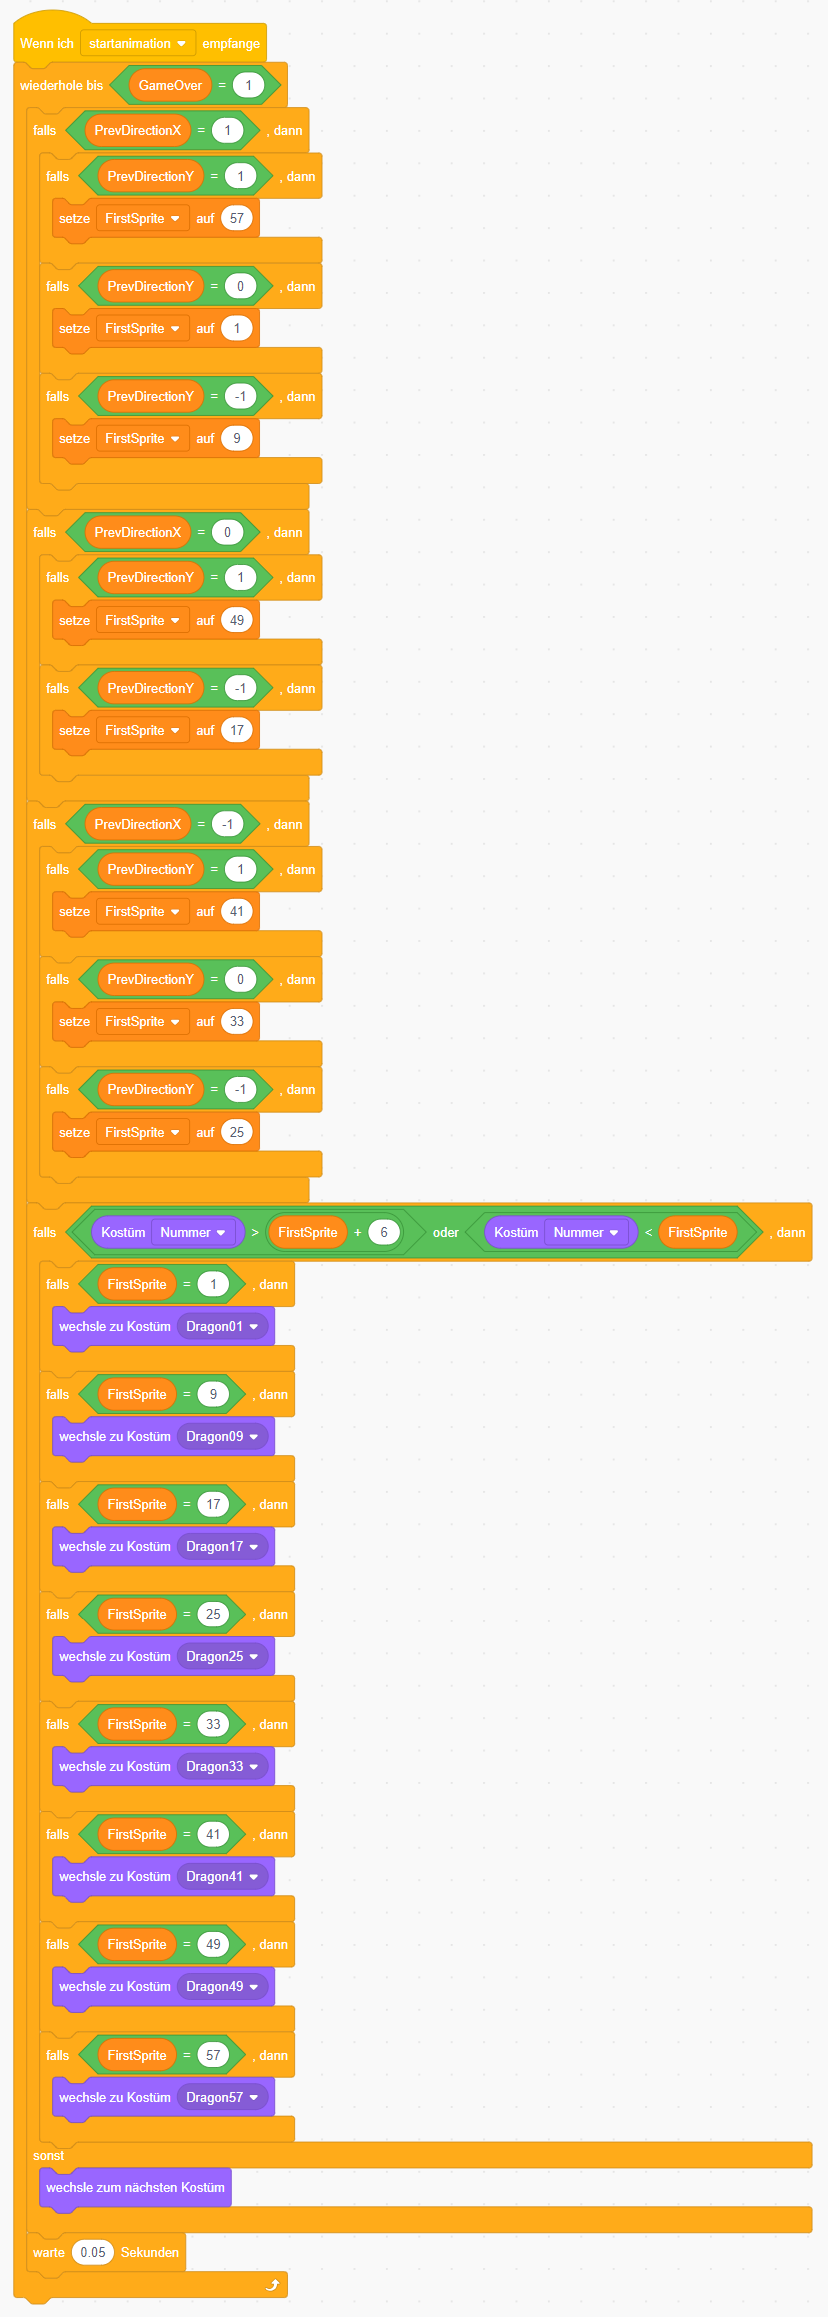 Wenn ich startanimation empfange
wiederhole bis GameOver = 1
falls PrevDirectionX = 1 , dann
falls PrevDirectionY = 1 , dann
setze FirstSprite auf 57
falls PrevDirectionY = 0 , dann
setze FirstSprite auf 1
falls PrevDirectionY = -1 , dann
setze FirstSprite auf 9
falls PrevDirectionX = 0 , dann
falls PrevDirectionY = 1 , dann
setze FirstSprite auf 49
falls PrevDirectionY = -1 , dann
setze FirstSprite auf 17
falls PrevDirectionX = -1 , dann
falls PrevDirectionY = 1 , dann
setze FirstSprite auf 41
falls PrevDirectionY = 0 , dann
setze FirstSprite auf 33
falls PrevDirectionY = -1 , dann
setze FirstSprite auf 25
falls Kostüm Nummer > FirstSprite + 6 oder Kostüm Nummer < FirstSprite , dann
falls FirstSprite = 1 , dann
wechsle zu Kostüm Dragon01
falls FirstSprite = 9 , dann
wechsle zu Kostüm Dragon09
falls FirstSprite = 17 , dann
wechsle zu Kostüm Dragon17
falls FirstSprite = 25 , dann
wechsle zu Kostüm Dragon25
falls FirstSprite = 33 , dann
wechsle zu Kostüm Dragon33
falls FirstSprite = 41 , dann
wechsle zu Kostüm Dragon41
falls FirstSprite = 49 , dann
wechsle zu Kostüm Dragon49
falls FirstSprite = 57 , dann
wechsle zu Kostüm Dragon57
sonst
wechsle zum nächsten Kostüm
warte 0.05 Sekunden